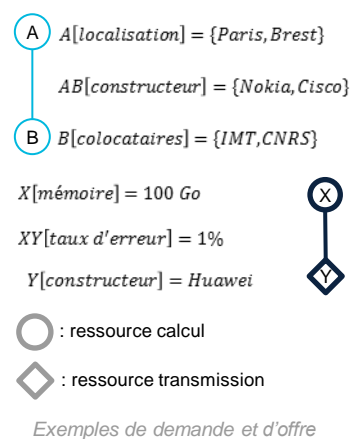 A A[localisation] = {Paris,Brest}
AB[constructeur] = {Nokia,Cisco}
B B[colocataires] = {IMT,CNRS}
X[mémoire] = 100 Go X
XY[taux d'erreur] = 1%
Y[constructeur] = Huawei Y
: ressource calcul
: ressource transmission
Exemples de demande et d'offre